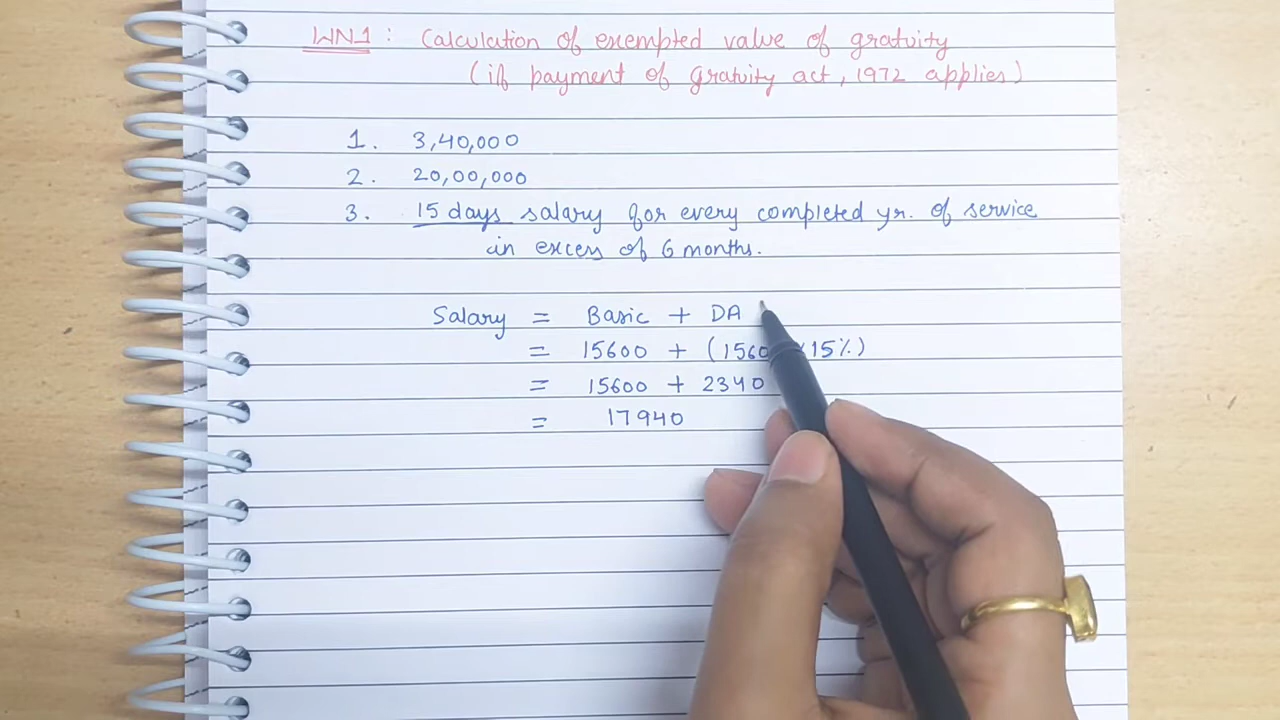 WN1 : Calculation of exempted value of gratuity
(if payment of gratuity act, 1972 applies)
1. 3,40,000
2. 20,00,000
3. 15 days salary for every completed yr. of service
in excess of 6 months.
Salary = Basic + DA
= 15600 + (1560 ×15%)
= 15600 + 2340
= 17940